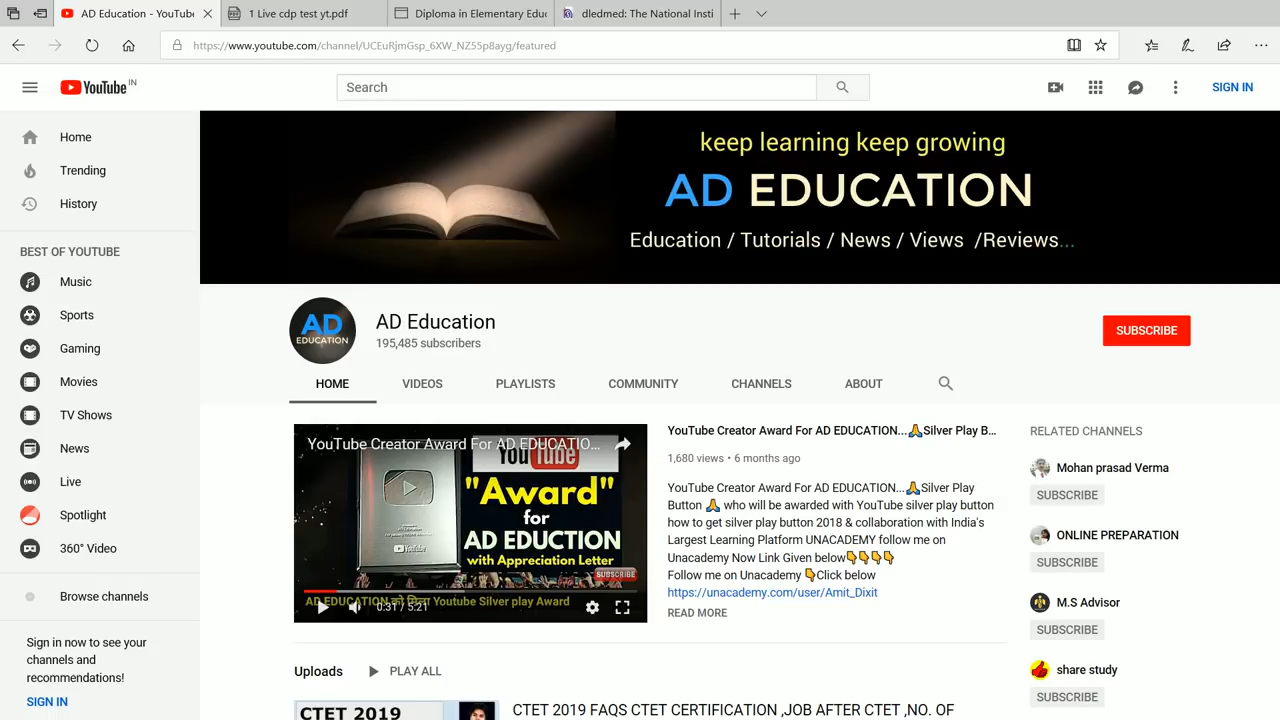 AD Education - YouTube
1 Live cdp test yt.pdf
Diploma in Elementary Educ
dledmed: The National Insti
https://www.youtube.com/channel/UCEuRjmGsp_6XW_NZ55p8ayg/featured
YouTube IN
Search
SIGN IN
Home
Trending
History
BEST OF YOUTUBE
Music
Sports
Gaming
Movies
TV Shows
News
Live
Spotlight
360° Video
Browse channels
Sign in now to see your
channels and
recommendations!
SIGN IN
keep learning keep growing
AD EDUCATION
Education / Tutorials / News / Views /Reviews...
AD
EDUCATION
AD Education
195,485 subscribers
SUBSCRIBE
HOME VIDEOS PLAYLISTS COMMUNITY CHANNELS ABOUT
YouTube Creator Award For AD EDUCATIO...
YouTube
"Award"
for
AD EDUCTION
with Appreciation Letter
YouTube
SUBSCRIBE
AD EDUCATION को मिला Youtube Silver play Award
0:31 / 5:21
YouTube Creator Award For AD EDUCATION...🙏Silver Play B...
1,680 views • 6 months ago
YouTube Creator Award For AD EDUCATION...🙏Silver Play
Button 🙏 who will be awarded with YouTube silver play button
how to get silver play button 2018 & collaboration with India's
Largest Learning Platform UNACADEMY follow me on
Unacademy Now Link Given below👇👇👇👇
Follow me on Unacademy 👇Click below
https://unacademy.com/user/Amit_Dixit
READ MORE
RELATED CHANNELS
Mohan prasad Verma
SUBSCRIBE
ONLINE PREPARATION
SUBSCRIBE
M.S Advisor
SUBSCRIBE
share study
SUBSCRIBE
Uploads
PLAY ALL
CTET 2019
CTET 2019 FAQS CTET CERTIFICATION ,JOB AFTER CTET ,NO. OF